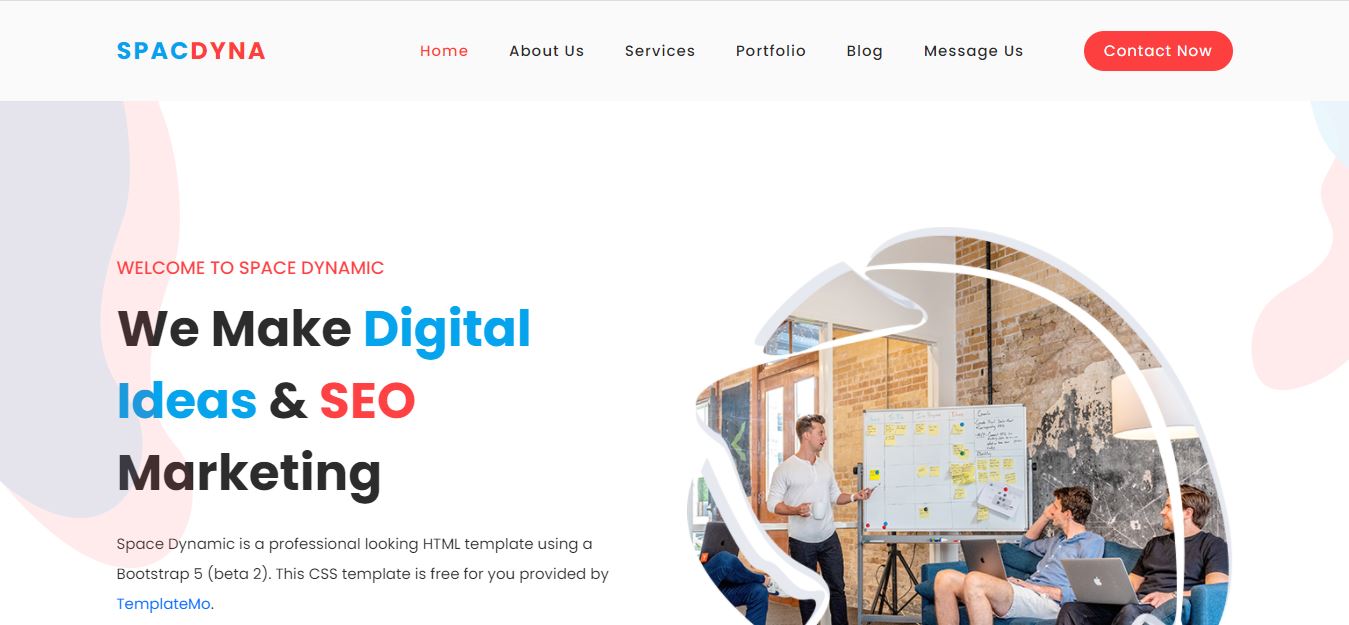 SPACDYNA
Home About Us Services Portfolio Blog Message Us Contact Now
WELCOME TO SPACE DYNAMIC
We Make Digital
Ideas & SEO
Marketing
Space Dynamic is a professional looking HTML template using a
Bootstrap 5 (beta 2). This CSS template is free for you provided by
TemplateMo.